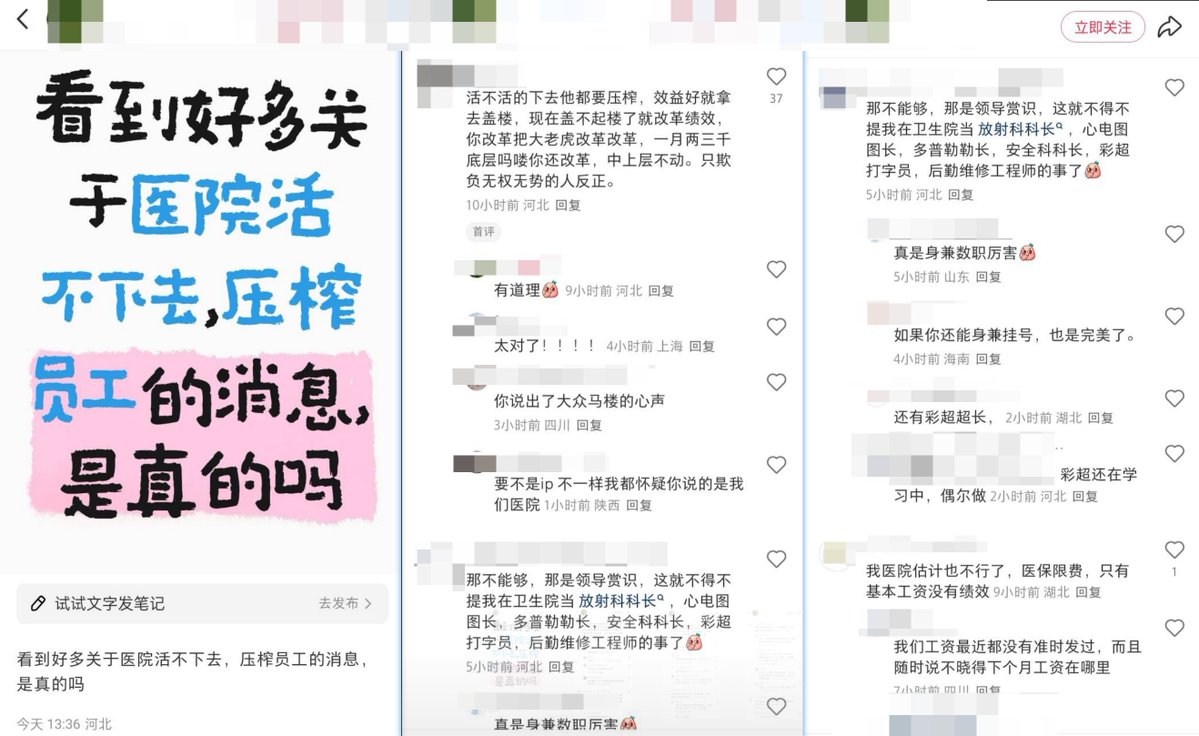 立即关注
看到好多关
于医院活
不下去,压榨
员工的消息,
是真的吗
试试文字发笔记
去发布 >
看到好多关于医院活不下去，压榨员工的消息，
是真的吗
今天 13:36 河北
活不活的下去他都要压榨，效益好就拿
去盖楼，现在盖不起楼了就改革绩效，
你改革把大老虎改革改革，一月两三千
底层吗喽你还改革，中上层不动。只欺
负无权无势的人反正。
37
10小时前 河北 回复
首评
有道理 9小时前 河北 回复
太对了！！！！ 4小时前 上海 回复
你说出了大众马楼的心声
3小时前 四川 回复
要不是ip 不一样我都怀疑你说的是我
们医院 1小时前 陕西 回复
那不能够，那是领导赏识，这就不得不
提我在卫生院当 放射科科长 ，心电图
图长，多普勒勒长，安全科科长，彩超
打字员，后勤维修工程师的事了
5小时前 河北 回复
真是身兼数职厉害
那不能够，那是领导赏识，这就不得不
提我在卫生院当 放射科科长 ，心电图
图长，多普勒勒长，安全科科长，彩超
打字员，后勤维修工程师的事了
5小时前 河北 回复
真是身兼数职厉害
5小时前 山东 回复
如果你还能身兼挂号，也是完美了。
4小时前 海南 回复
还有彩超超长， 2小时前 湖北 回复
彩超还在学
习中，偶尔做 2小时前 河北 回复
我医院估计也不行了，医保限费，只有
基本工资没有绩效 9小时前 湖北 回复
1
我们工资最近都没有准时发过，而且
随时说不晓得下个月工资在哪里
7小时前 四川 回复